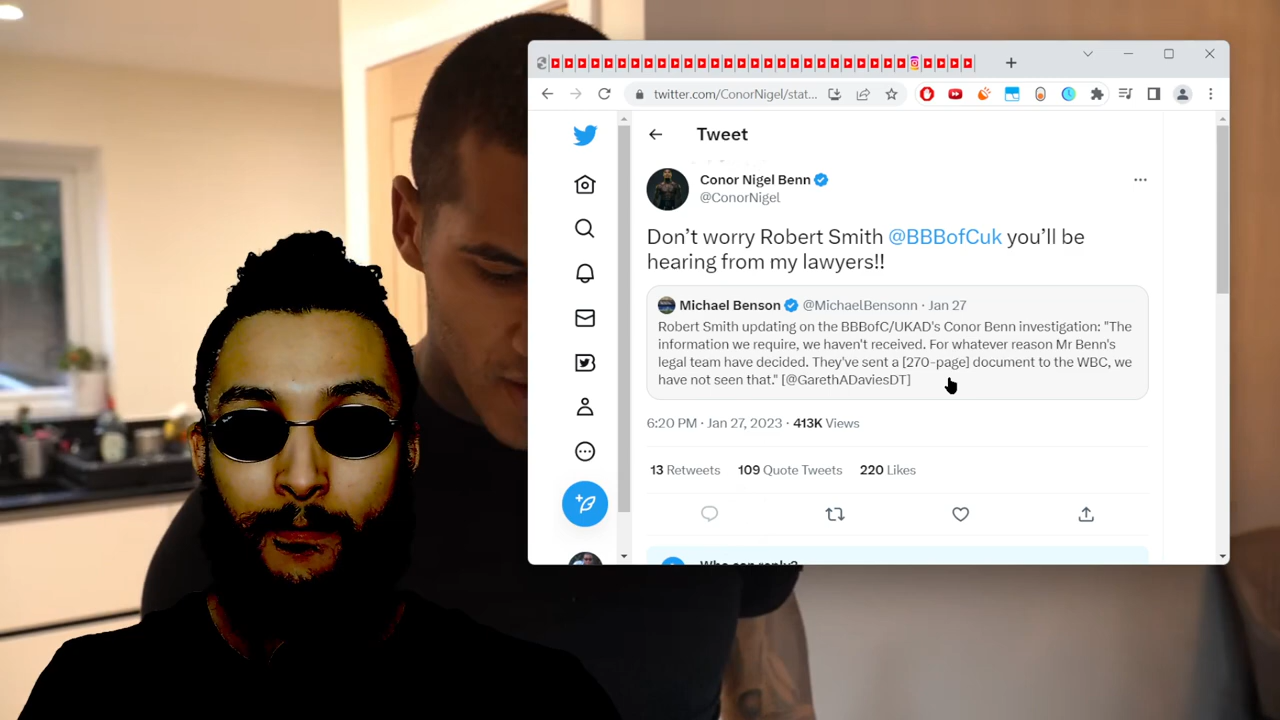 twitter.com/ConorNigel/stat...
Tweet
Conor Nigel Benn
@ConorNigel
Don’t worry Robert Smith @BBBofCuk you’ll be
hearing from my lawyers!!
Michael Benson @MichaelBensonn · Jan 27
Robert Smith updating on the BBBofC/UKAD's Conor Benn investigation: "The
information we require, we haven't received. For whatever reason Mr Benn's
legal team have decided. They've sent a [270-page] document to the WBC, we
have not seen that." [@GarethADaviesDT]
6:20 PM · Jan 27, 2023 · 413K Views
13 Retweets 109 Quote Tweets 220 Likes
Who can reply?